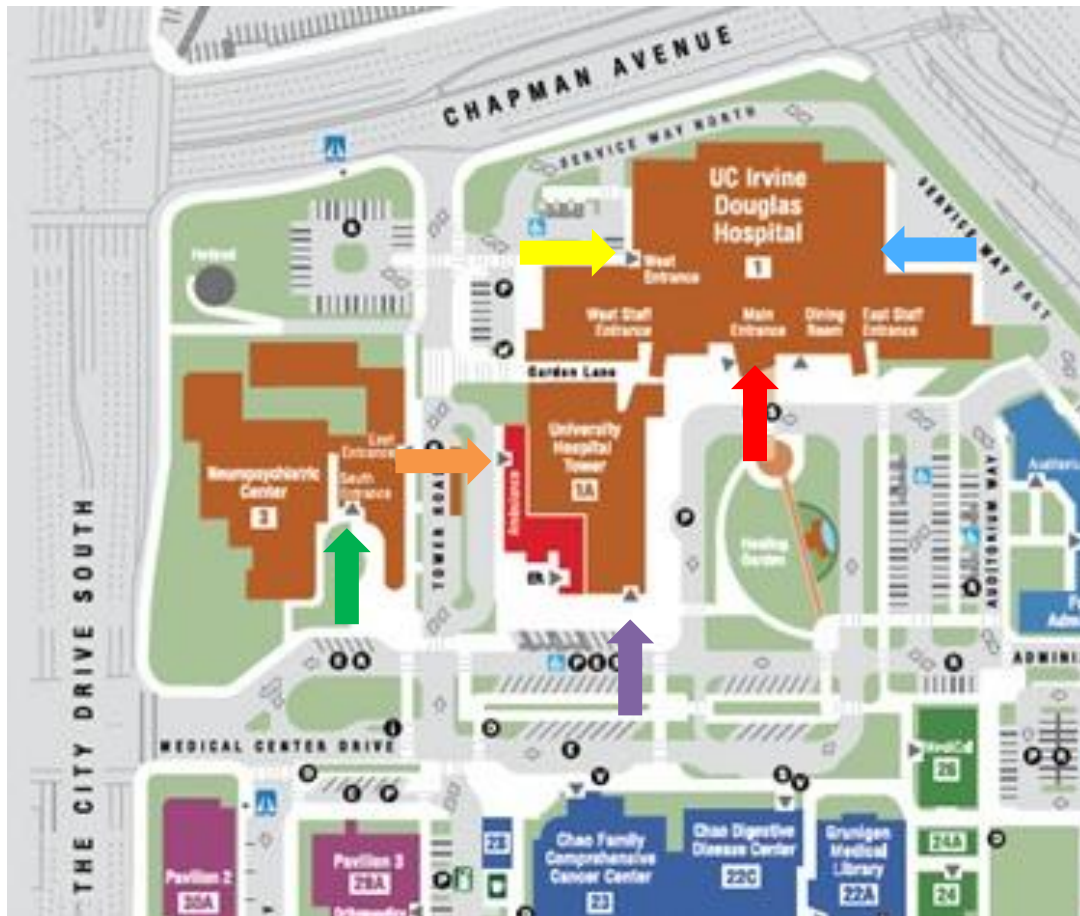 CHAPMAN AVENUE
SERVICE WAY NORTH
UC Irvine
Douglas
Hospital
1
SERVICE WAY EAST
Helipad
West
Entrance
West Staff
Entrance
Main
Entrance
Dining
Room
East Staff
Entrance
Garden Lane
University
Hospital
Tower
1A
East
Entrance
South
Entrance
Neuropsychiatric
Center
3
Ambulance
ER
TOWER ROAD
Healing
Garden
AUDITORIUM WAY
THE CITY DRIVE SOUTH
MEDICAL CENTER DRIVE
Pavilion 2
30A
Pavilion 3
29A
Orthopaedics
28
Chao Family
Comprehensive
Cancer Center
23
Chao Digestive
Disease Center
22C
Grunigen
Medical
Library
22A
2B
24A
24